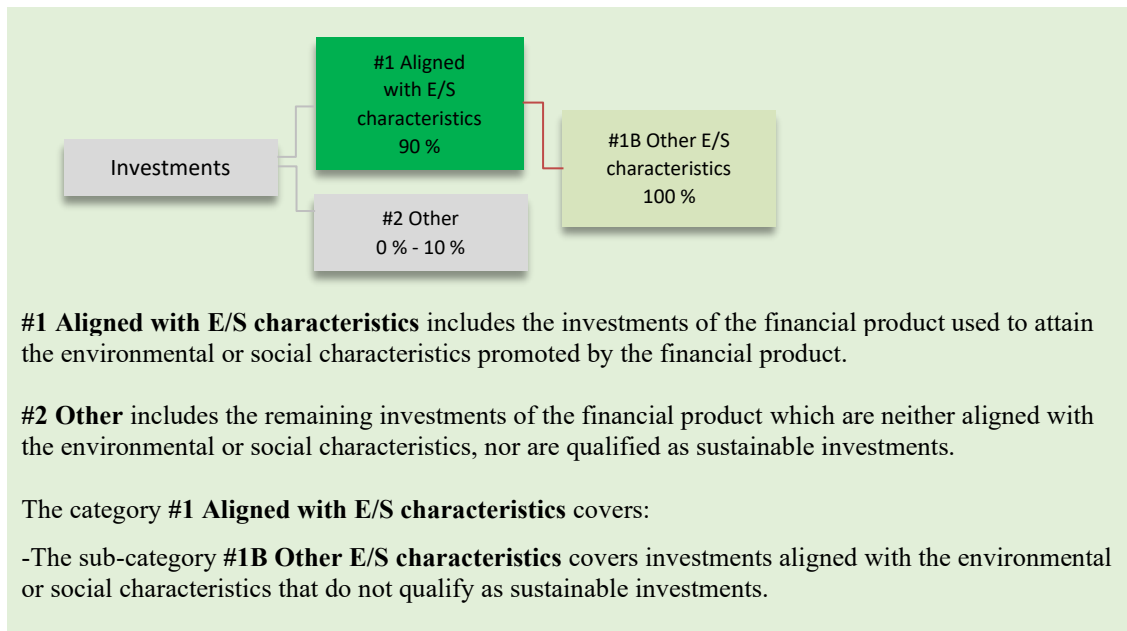 #1 Aligned
with E/S
characteristics
90 %
Investments
#1B Other E/S
characteristics
100 %
#2 Other
0 % - 10 %
#1 Aligned with E/S characteristics includes the investments of the financial product used to attain
the environmental or social characteristics promoted by the financial product.
#2 Other includes the remaining investments of the financial product which are neither aligned with
the environmental or social characteristics, nor are qualified as sustainable investments.
The category #1 Aligned with E/S characteristics covers:
-The sub-category #1B Other E/S characteristics covers investments aligned with the environmental
or social characteristics that do not qualify as sustainable investments.